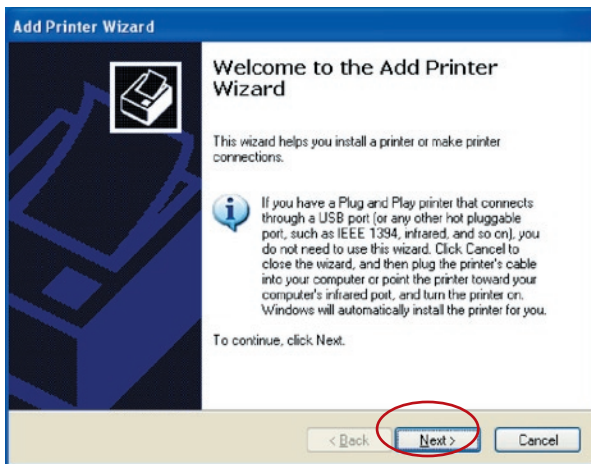 Add Printer Wizard
Welcome to the Add Printer
Wizard
This wizard helps you install a printer or make printer
connections.
If you have a Plug and Play printer that connects
through a USB port (or any other hot pluggable
port, such as IEEE 1394, infrared, and so on), you
do not need to use this wizard. Click Cancel to
close the wizard, and then plug the printer's cable
into your computer or point the printer toward your
computer's infrared port, and turn the printer on.
Windows will automatically install the printer for you.
To continue, click Next.
< Back Next > Cancel